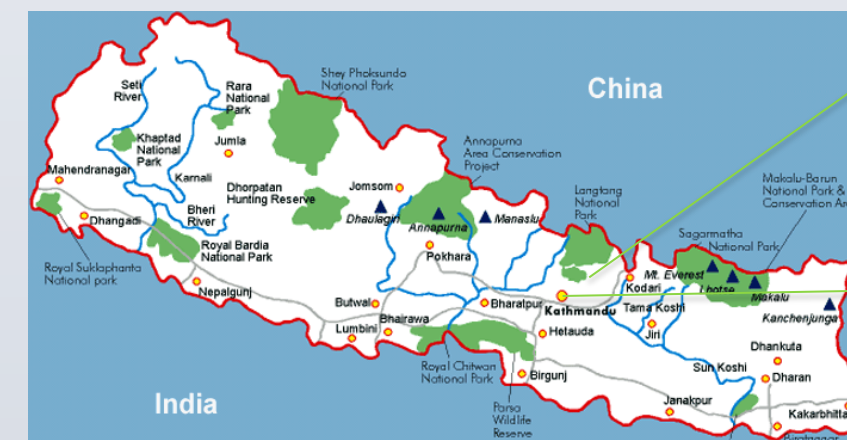 China
India
Seti
River
Rara
National
Park
Shey Phoksundo
National Park
Khaptad
National
Park
Jumla
Mahendranagar
Karnali
Dhorpatan
Hunting Reserve
Jomsom
Annapurna
Area Conservation
Project
Dhangadi
Bheri
River
Dhaulagiri
Annapurna
Manaslu
Langtang
National
Park
Makalu-Barun
National Park &
Conservation
Sagarmatha
National Park
Royal Suklaphanta
National park
Royal Bardia
National Park
Nepalgunj
Pokhara
Mt. Everest
Lhotse
Makalu
Kodari
Kanchenjunga
Butwal
Bharatpur
Kathmandu
Tama Koshi
Lumbini
Bhairawa
Hetauda
Jiri
Royal Chitwan
National Park
Birgunj
Sun Koshi
Dhankuta
Dharan
Parsa
Wildlife
Reserve
Janakpur
Kakarbhitta